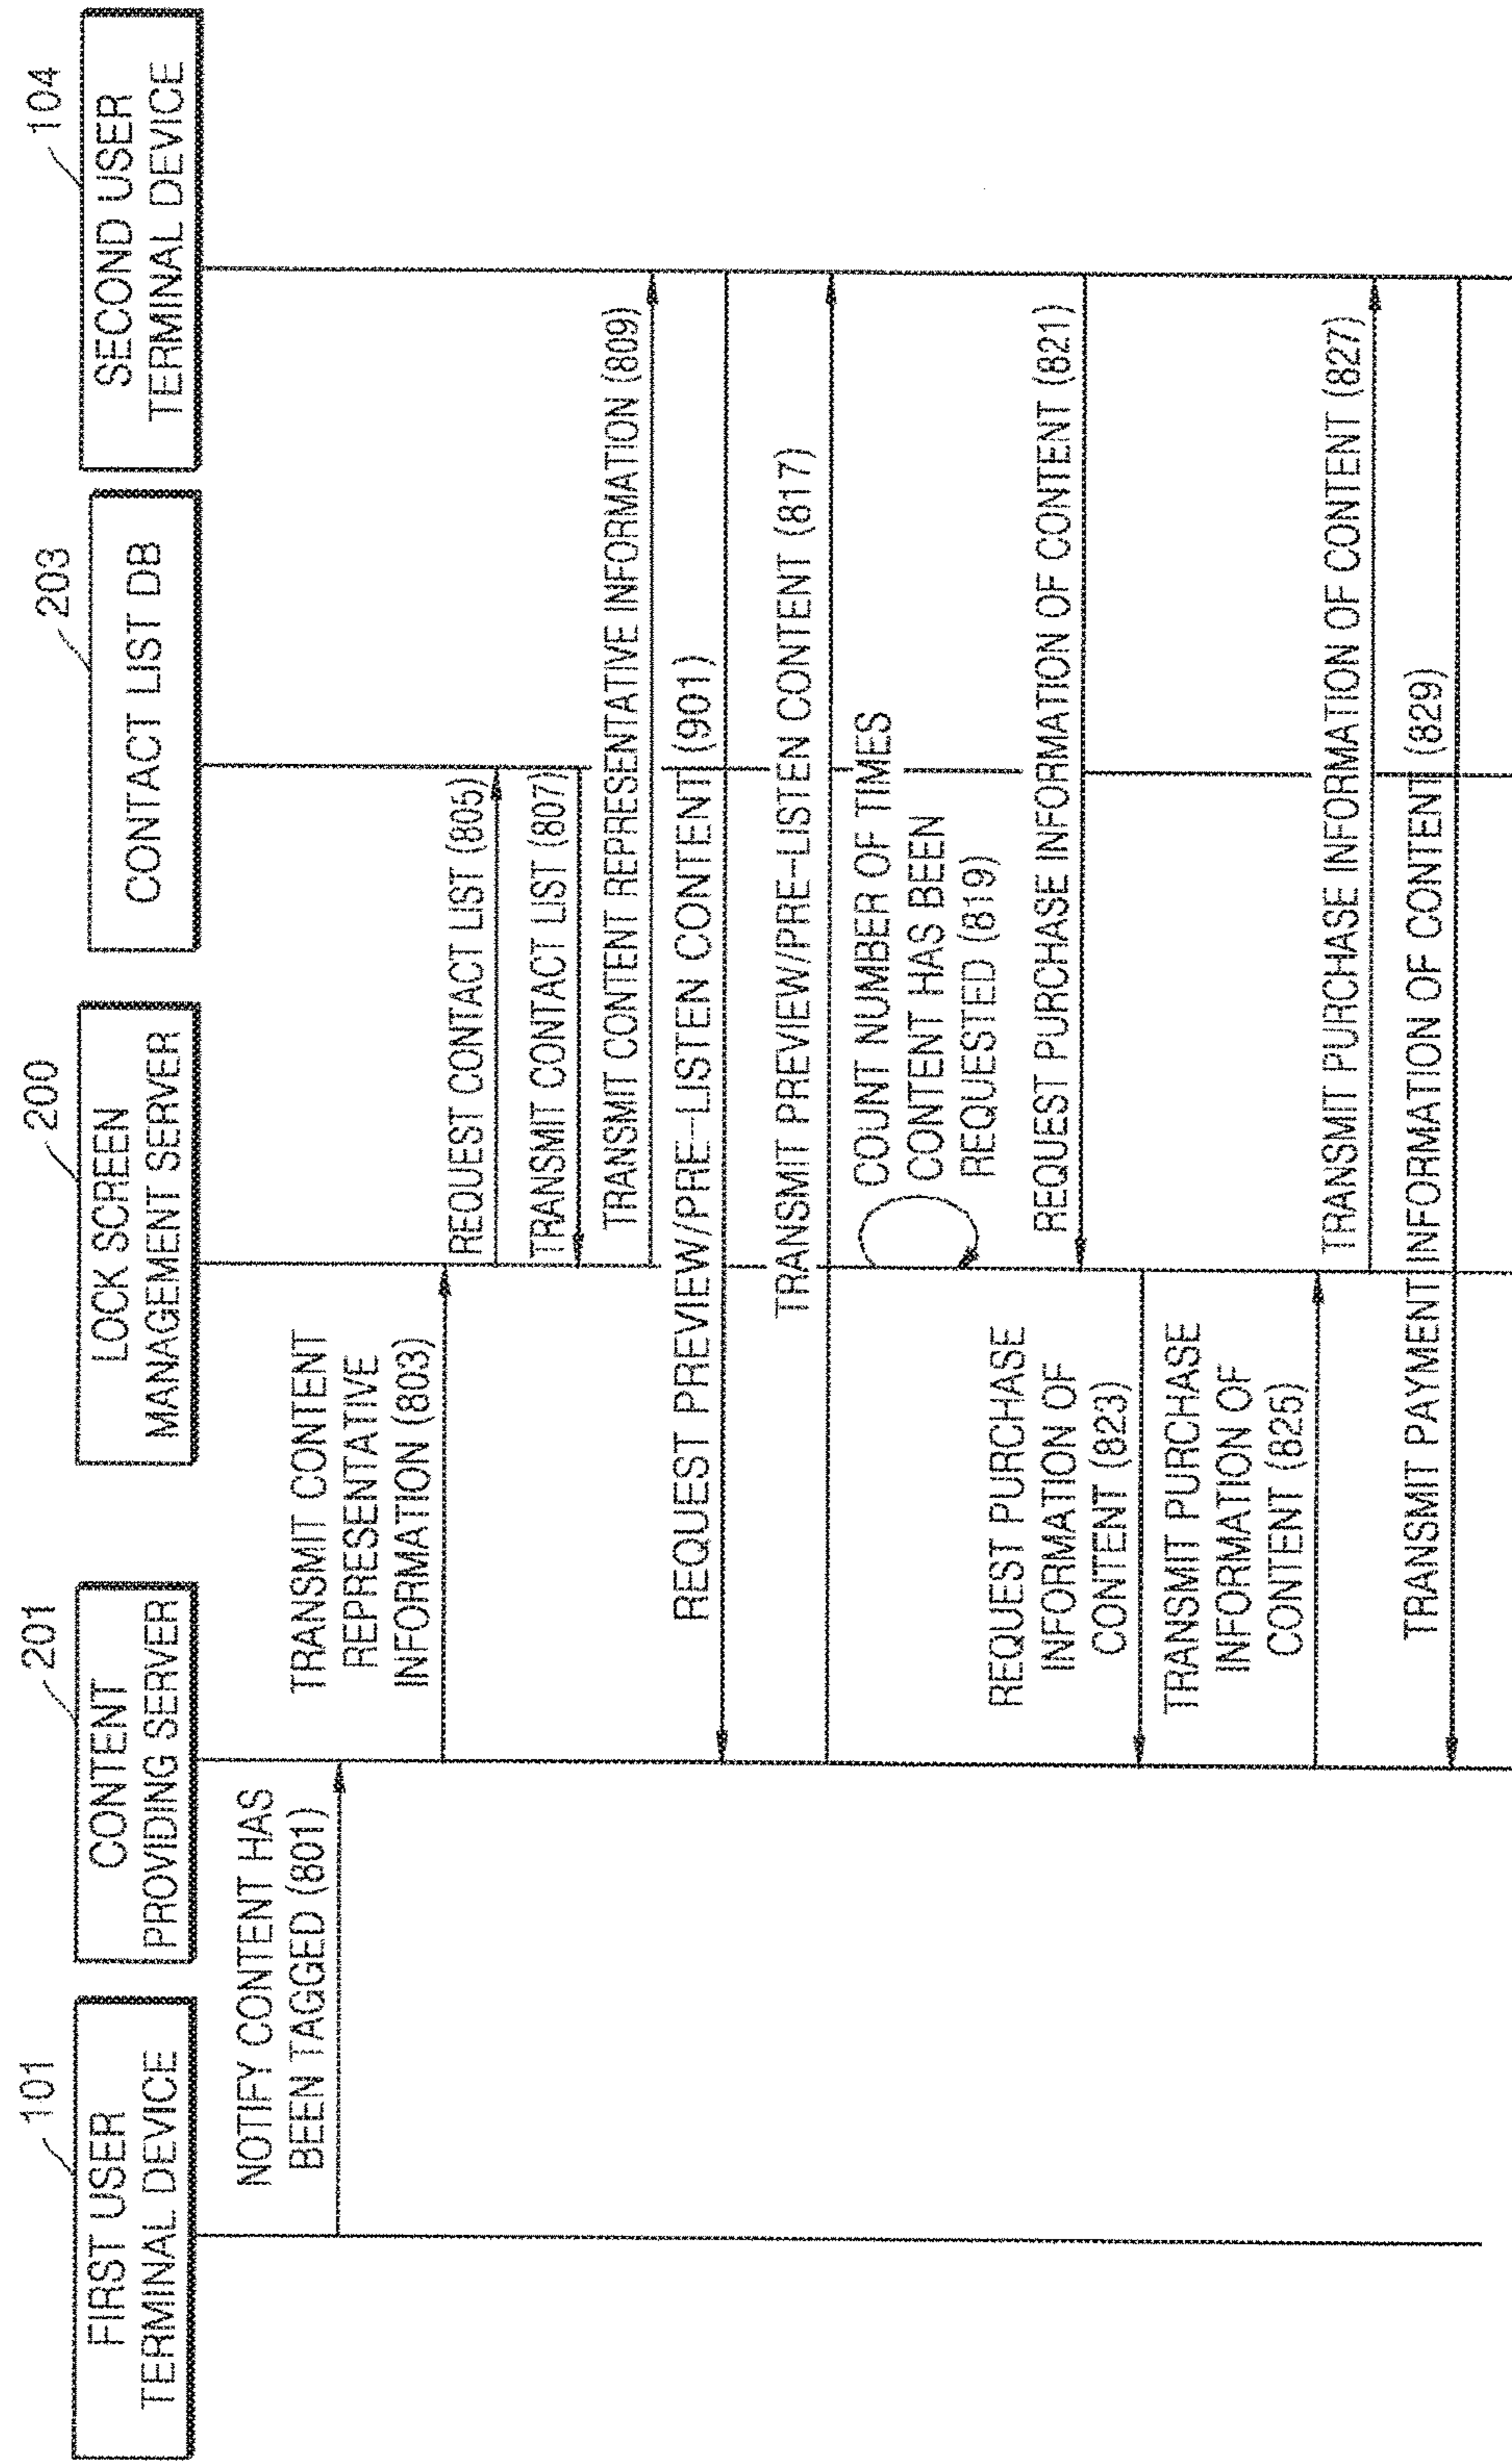 101
FIRST USER
TERMINAL DEVICE
201
CONTENT
PROVIDING SERVER
200
LOCK SCREEN
MANAGEMENT SERVER
203
CONTACT LIST DB
104
SECOND USER
TERMINAL DEVICE
NOTIFY CONTENT HAS
BEEN TAGGED (801)
TRANSMIT CONTENT
REPRESENTATIVE
INFORMATION (803)
REQUEST CONTACT LIST (805)
TRANSMIT CONTACT LIST (807)
TRANSMIT CONTENT REPRESENTATIVE INFORMATION (809)
REQUEST PREVIEW/PRE-LISTEN CONTENT (901)
TRANSMIT PREVIEW/PRE-LISTEN CONTENT (817)
COUNT NUMBER OF TIMES
CONTENT HAS BEEN
REQUESTED (819)
REQUEST PURCHASE INFORMATION OF CONTENT (821)
REQUEST PURCHASE
INFORMATION OF
CONTENT (823)
TRANSMIT PURCHASE
INFORMATION OF
CONTENT (825)
TRANSMIT PURCHASE INFORMATION OF CONTENT (827)
TRANSMIT PAYMENT INFORMATION OF CONTENT (829)